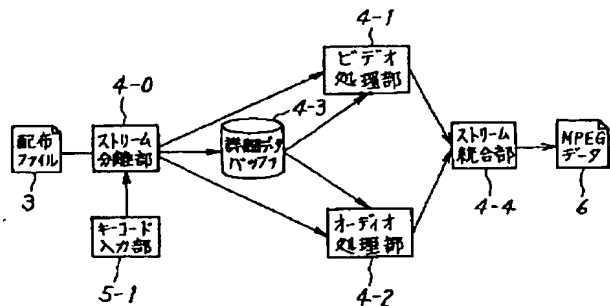 4-1
ビデオ
処理部
4-0
4-3
配布
ファイル
ストリーム
分離部
詳細データ
バッファ
ストリーム
統合部
MPEG
データ
3
4-4
6
キーコード
入力部
オーディオ
処理部
5-1
4-2